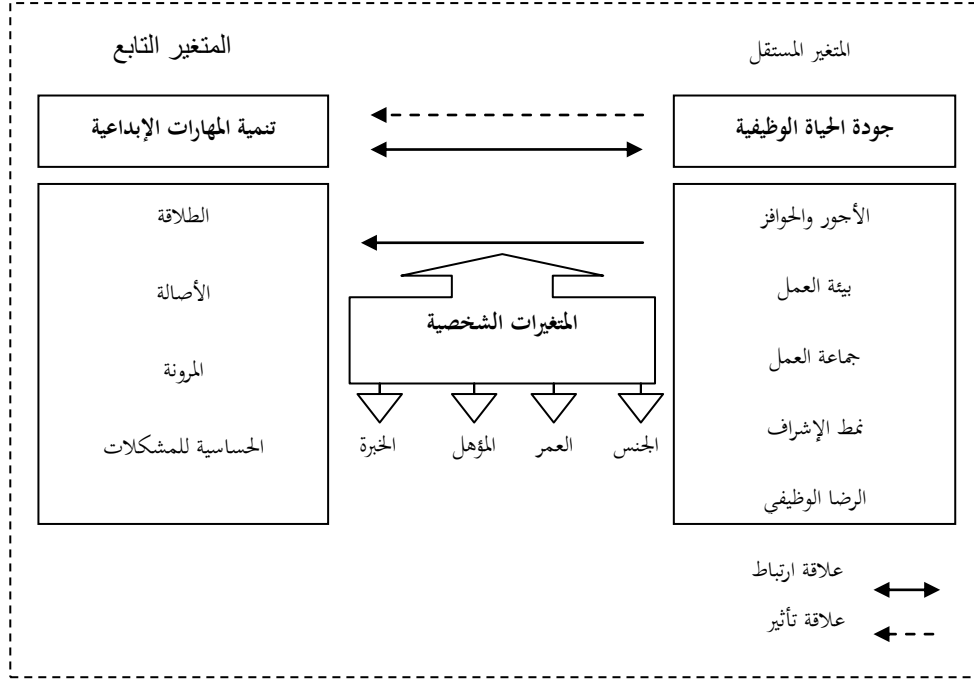 المتغير المستقل
المتغير التابع
جودة الحياة الوظيفية
تنمية المهارات الإبداعية
الأجور والحوافز
بيئة العمل
جماعة العمل
نمط الإشراف
الرضا الوظيفي
المتغيرات الشخصية
الجنس
العمر
المؤهل
الخبرة
الطلاقة
الأصالة
المرونة
الحساسية للمشكلات
علاقة ارتباط
علاقة تأثير